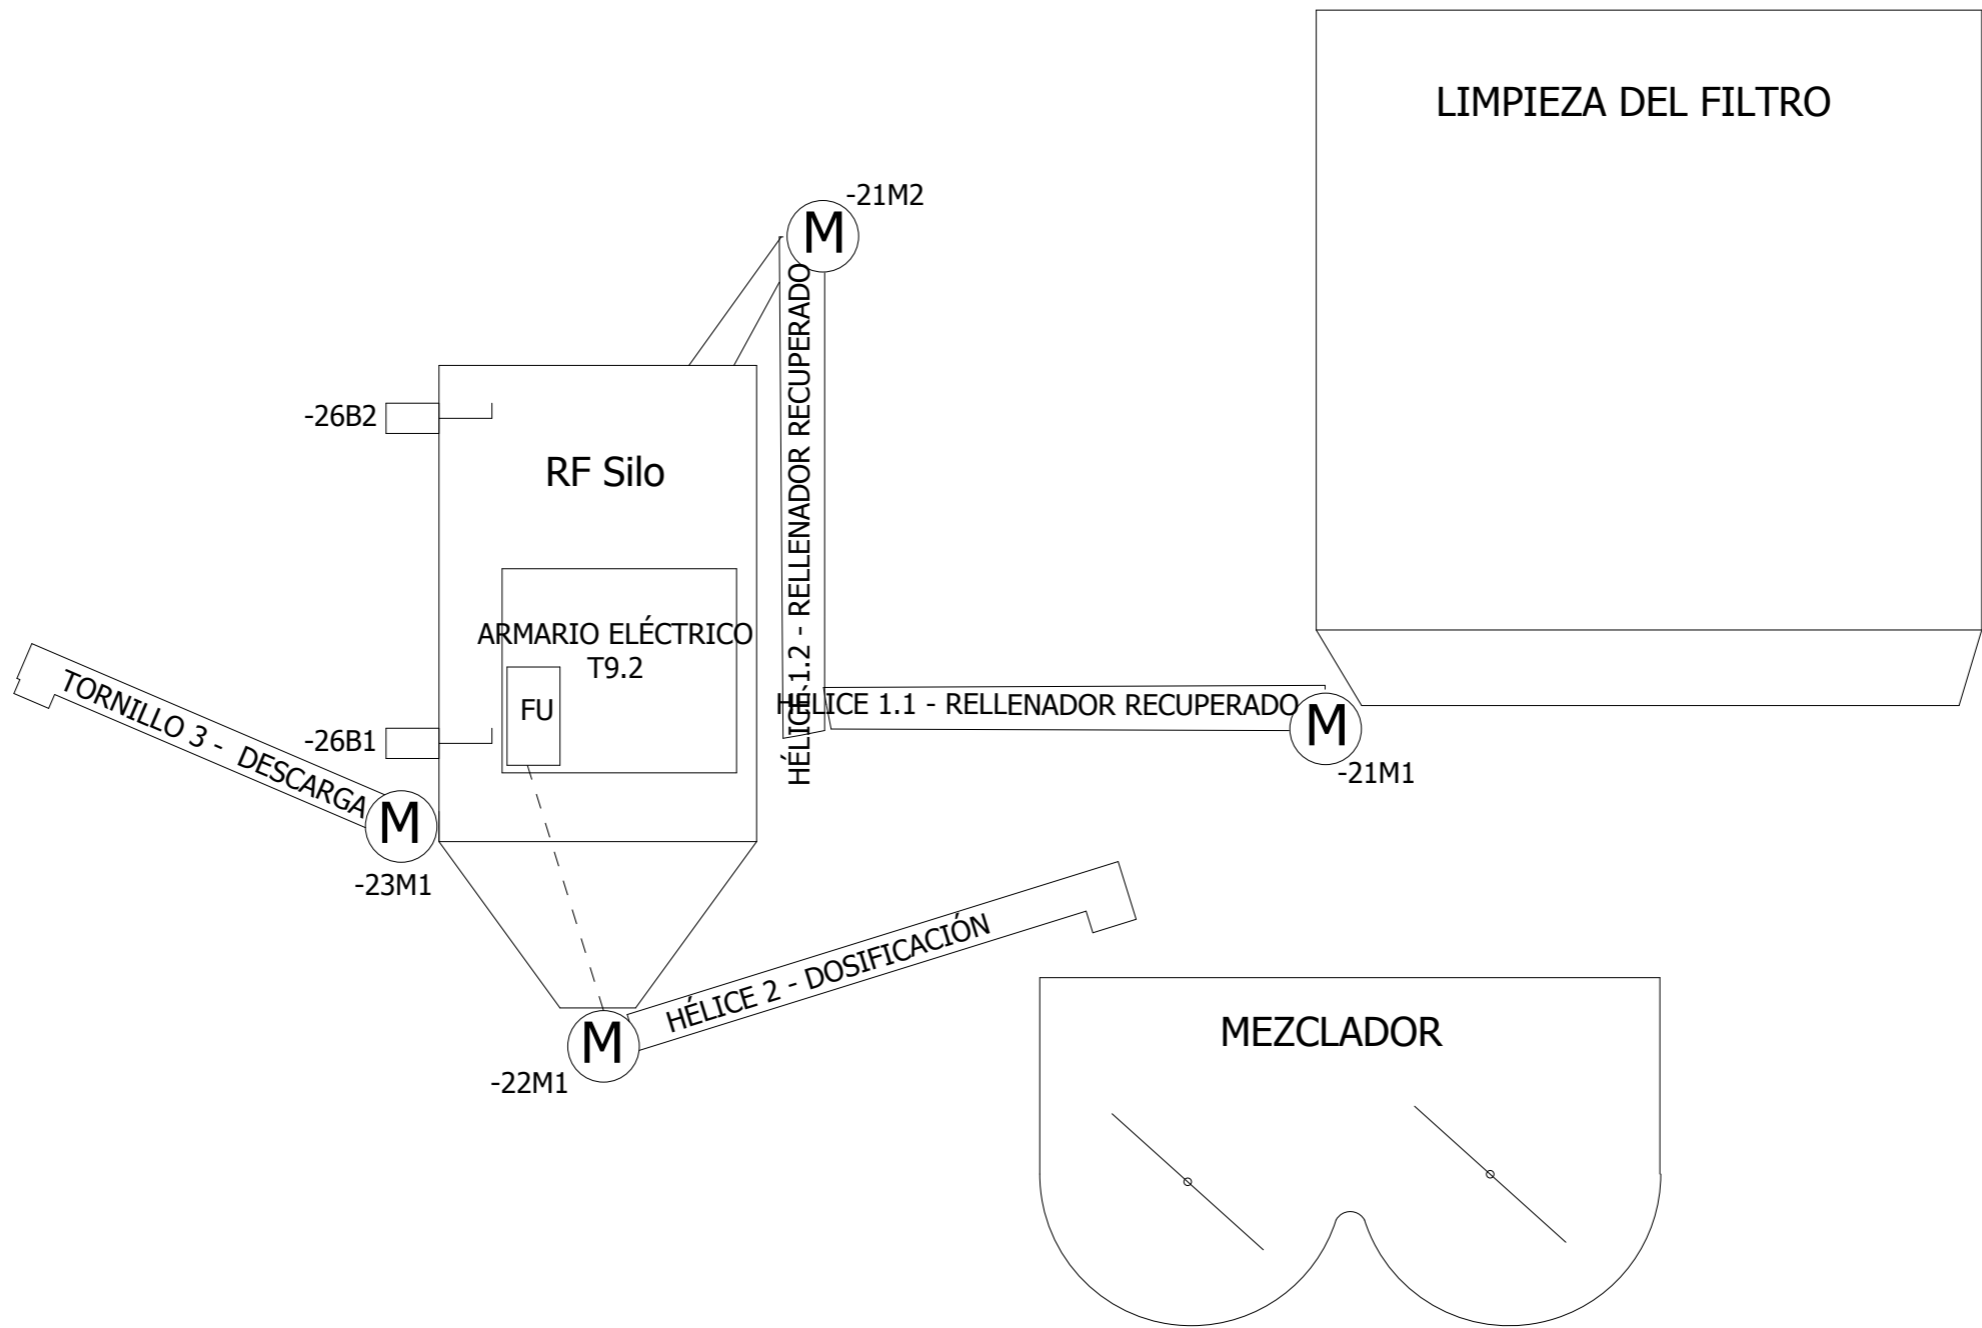 LIMPIEZA DEL FILTRO
-21M2
M
HÉLICE 1.2 - RELLENADOR RECUPERADO
-26B2
RF Silo
ARMARIO ELÉCTRICO
T9.2
FU
TORNILLO 3 - DESCARGA
-26B1
HÉLICE 1.1 - RELLENADOR RECUPERADO
M
-21M1
M
-23M1
HÉLICE 2 - DOSIFICACIÓN
M
-22M1
MEZCLADOR